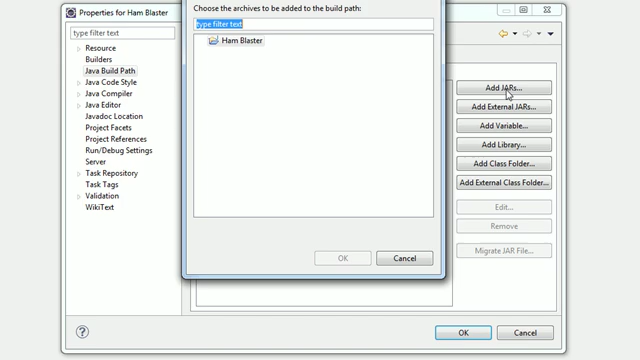 Properties for Ham Blaster
Choose the archives to be added to the build path:
type filter text
Ham Blaster
OK
Cancel
type filter text
Resource
Builders
Java Build Path
Java Code Style
Java Compiler
Java Editor
Javadoc Location
Project Facets
Project References
Run/Debug Settings
Server
Task Repository
Task Tags
Validation
WikiText
Add JARs...
Add External JARs...
Add Variable...
Add Library...
Add Class Folder...
Add External Class Folder...
Edit...
Remove
Migrate JAR File...
OK
Cancel